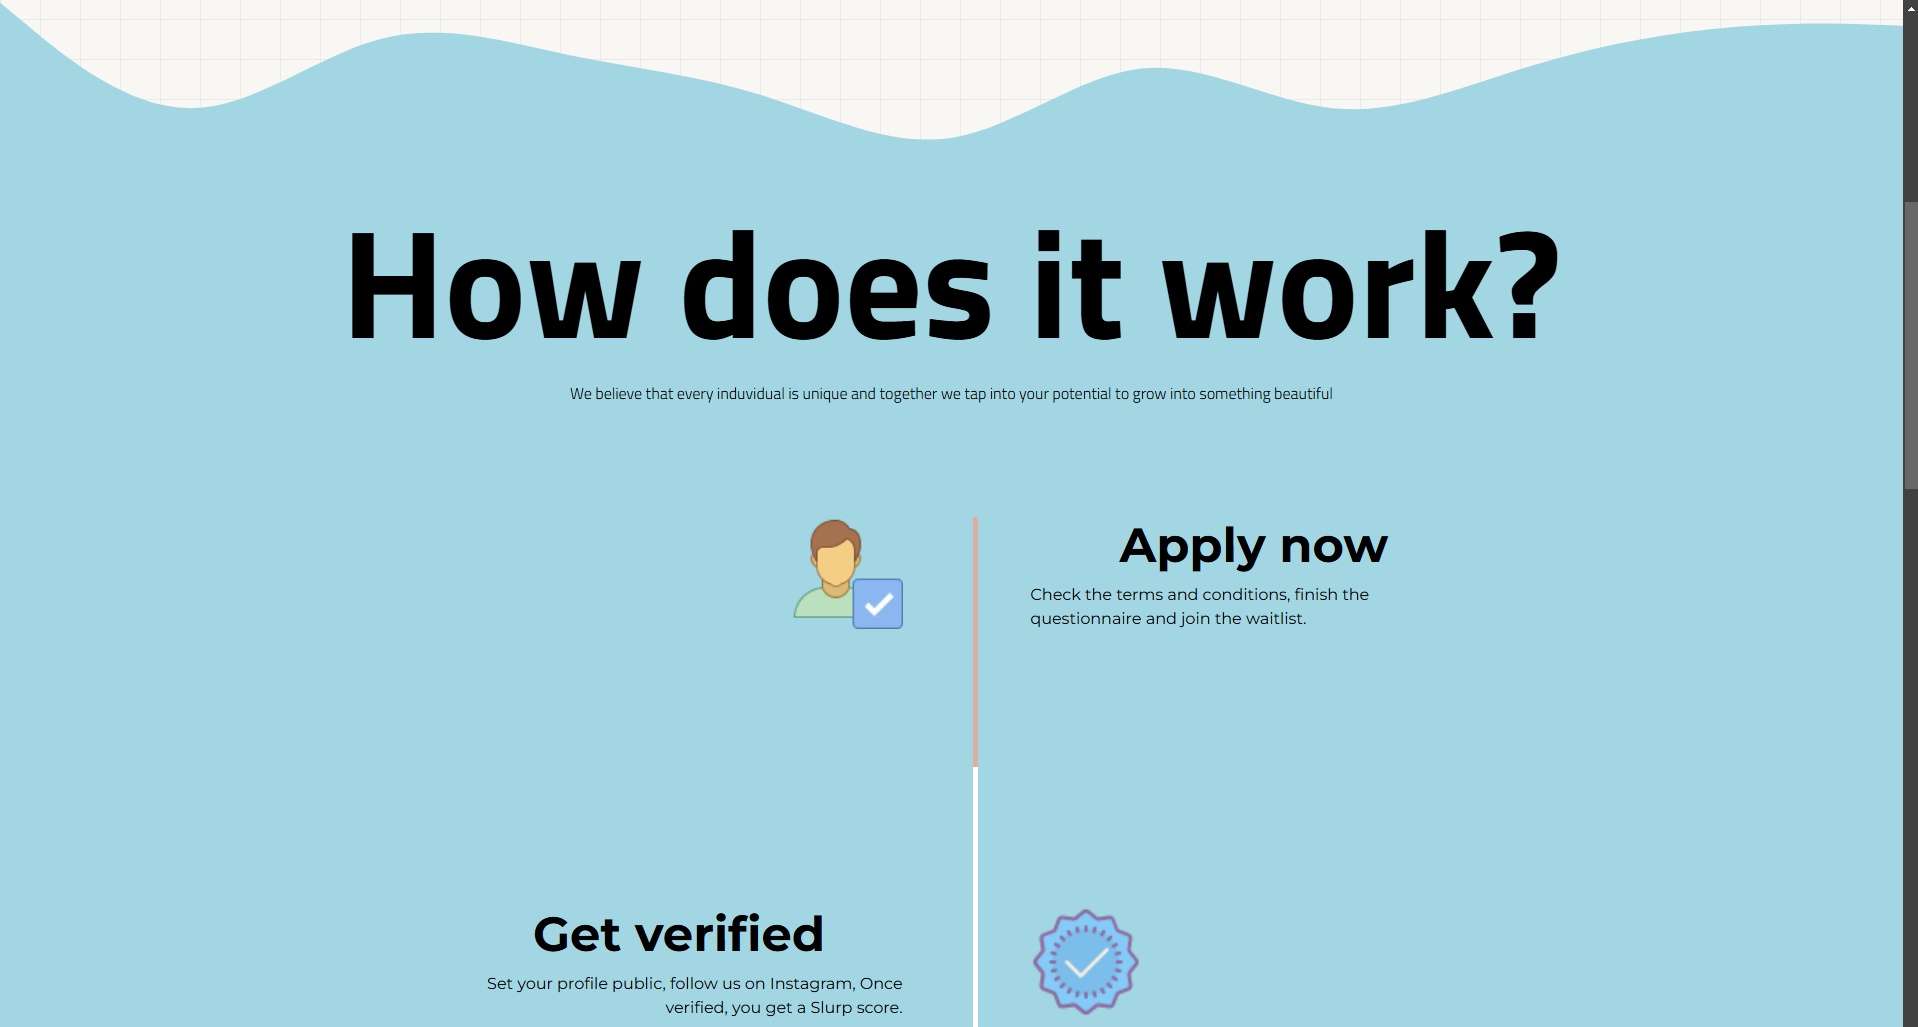 How does it work?
We believe that every induvidual is unique and together we tap into your potential to grow into something beautiful
Apply now
Check the terms and conditions, finish the
questionnaire and join the waitlist.
Get verified
Set your profile public, follow us on Instagram, Once
verified, you get a Slurp score.